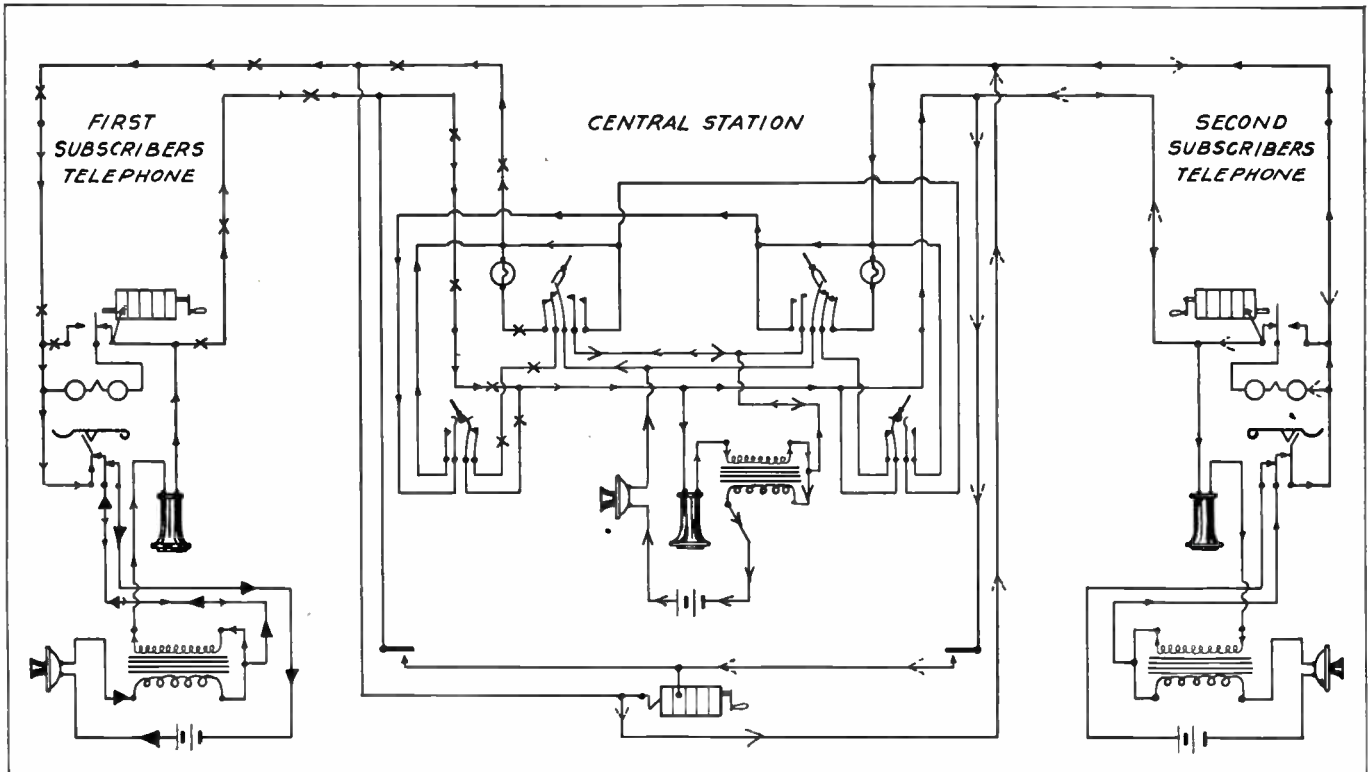 FIRST
SUBSCRIBERS
TELEPHONE
CENTRAL STATION
SECOND
SUBSCRIBERS
TELEPHONE